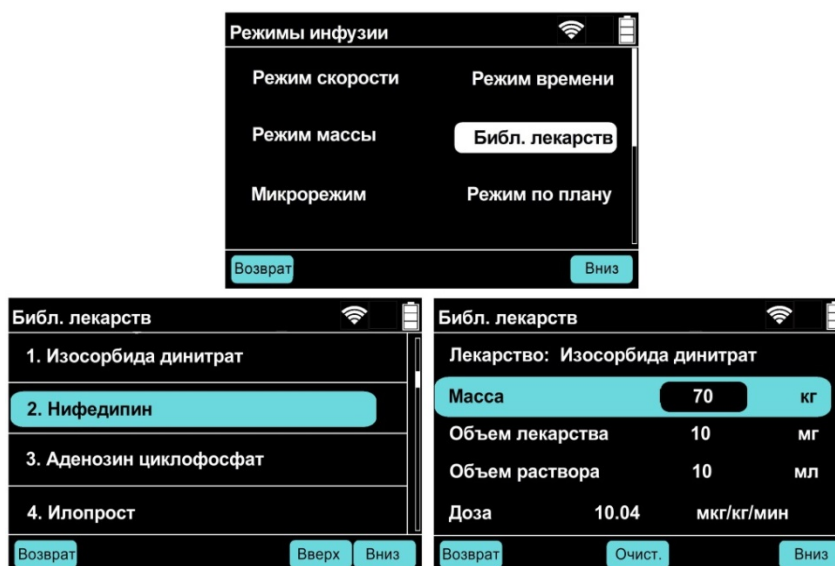 Режимы инфузии
Режим скорости Режим времени
Режим массы Библ. лекарств
Микрорежим Режим по плану
Возврат Вниз
Библ. лекарств
1. Изосорбида динитрат
2. Нифедипин
3. Аденозин циклофосфат
4. Илопрост
Возврат Вверх Вниз
Библ. лекарств
Лекарство: Изосорбида динитрат
Масса 70 кг
Объем лекарства 10 мг
Объем раствора 10 мл
Доза 10.04 мкг/кг/мин
Возврат Очист. Вниз